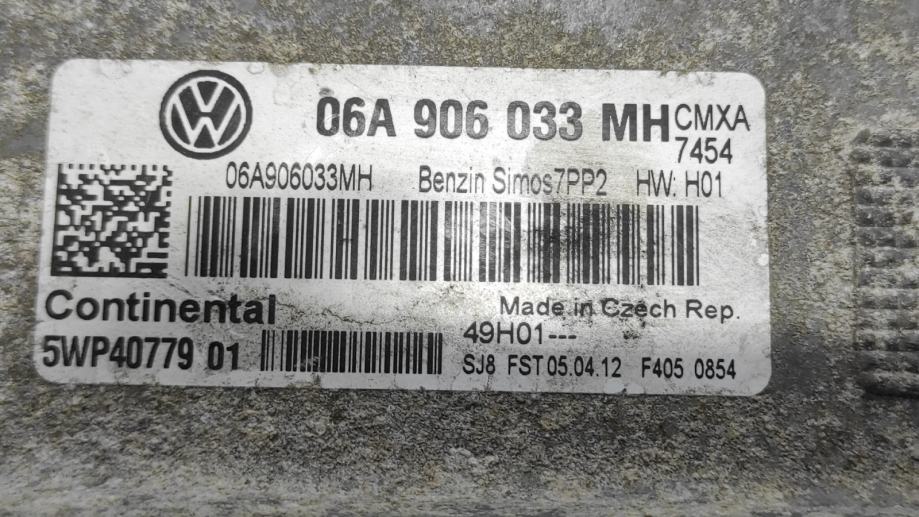 06A 906 033 MH CMXA
7454
06A906033MH Benzin Simos7PP2 HW: H01
Continental Made in Czech Rep.
5WP40779 01 49H01---
SJ8 FST 05.04.12 F405 0854